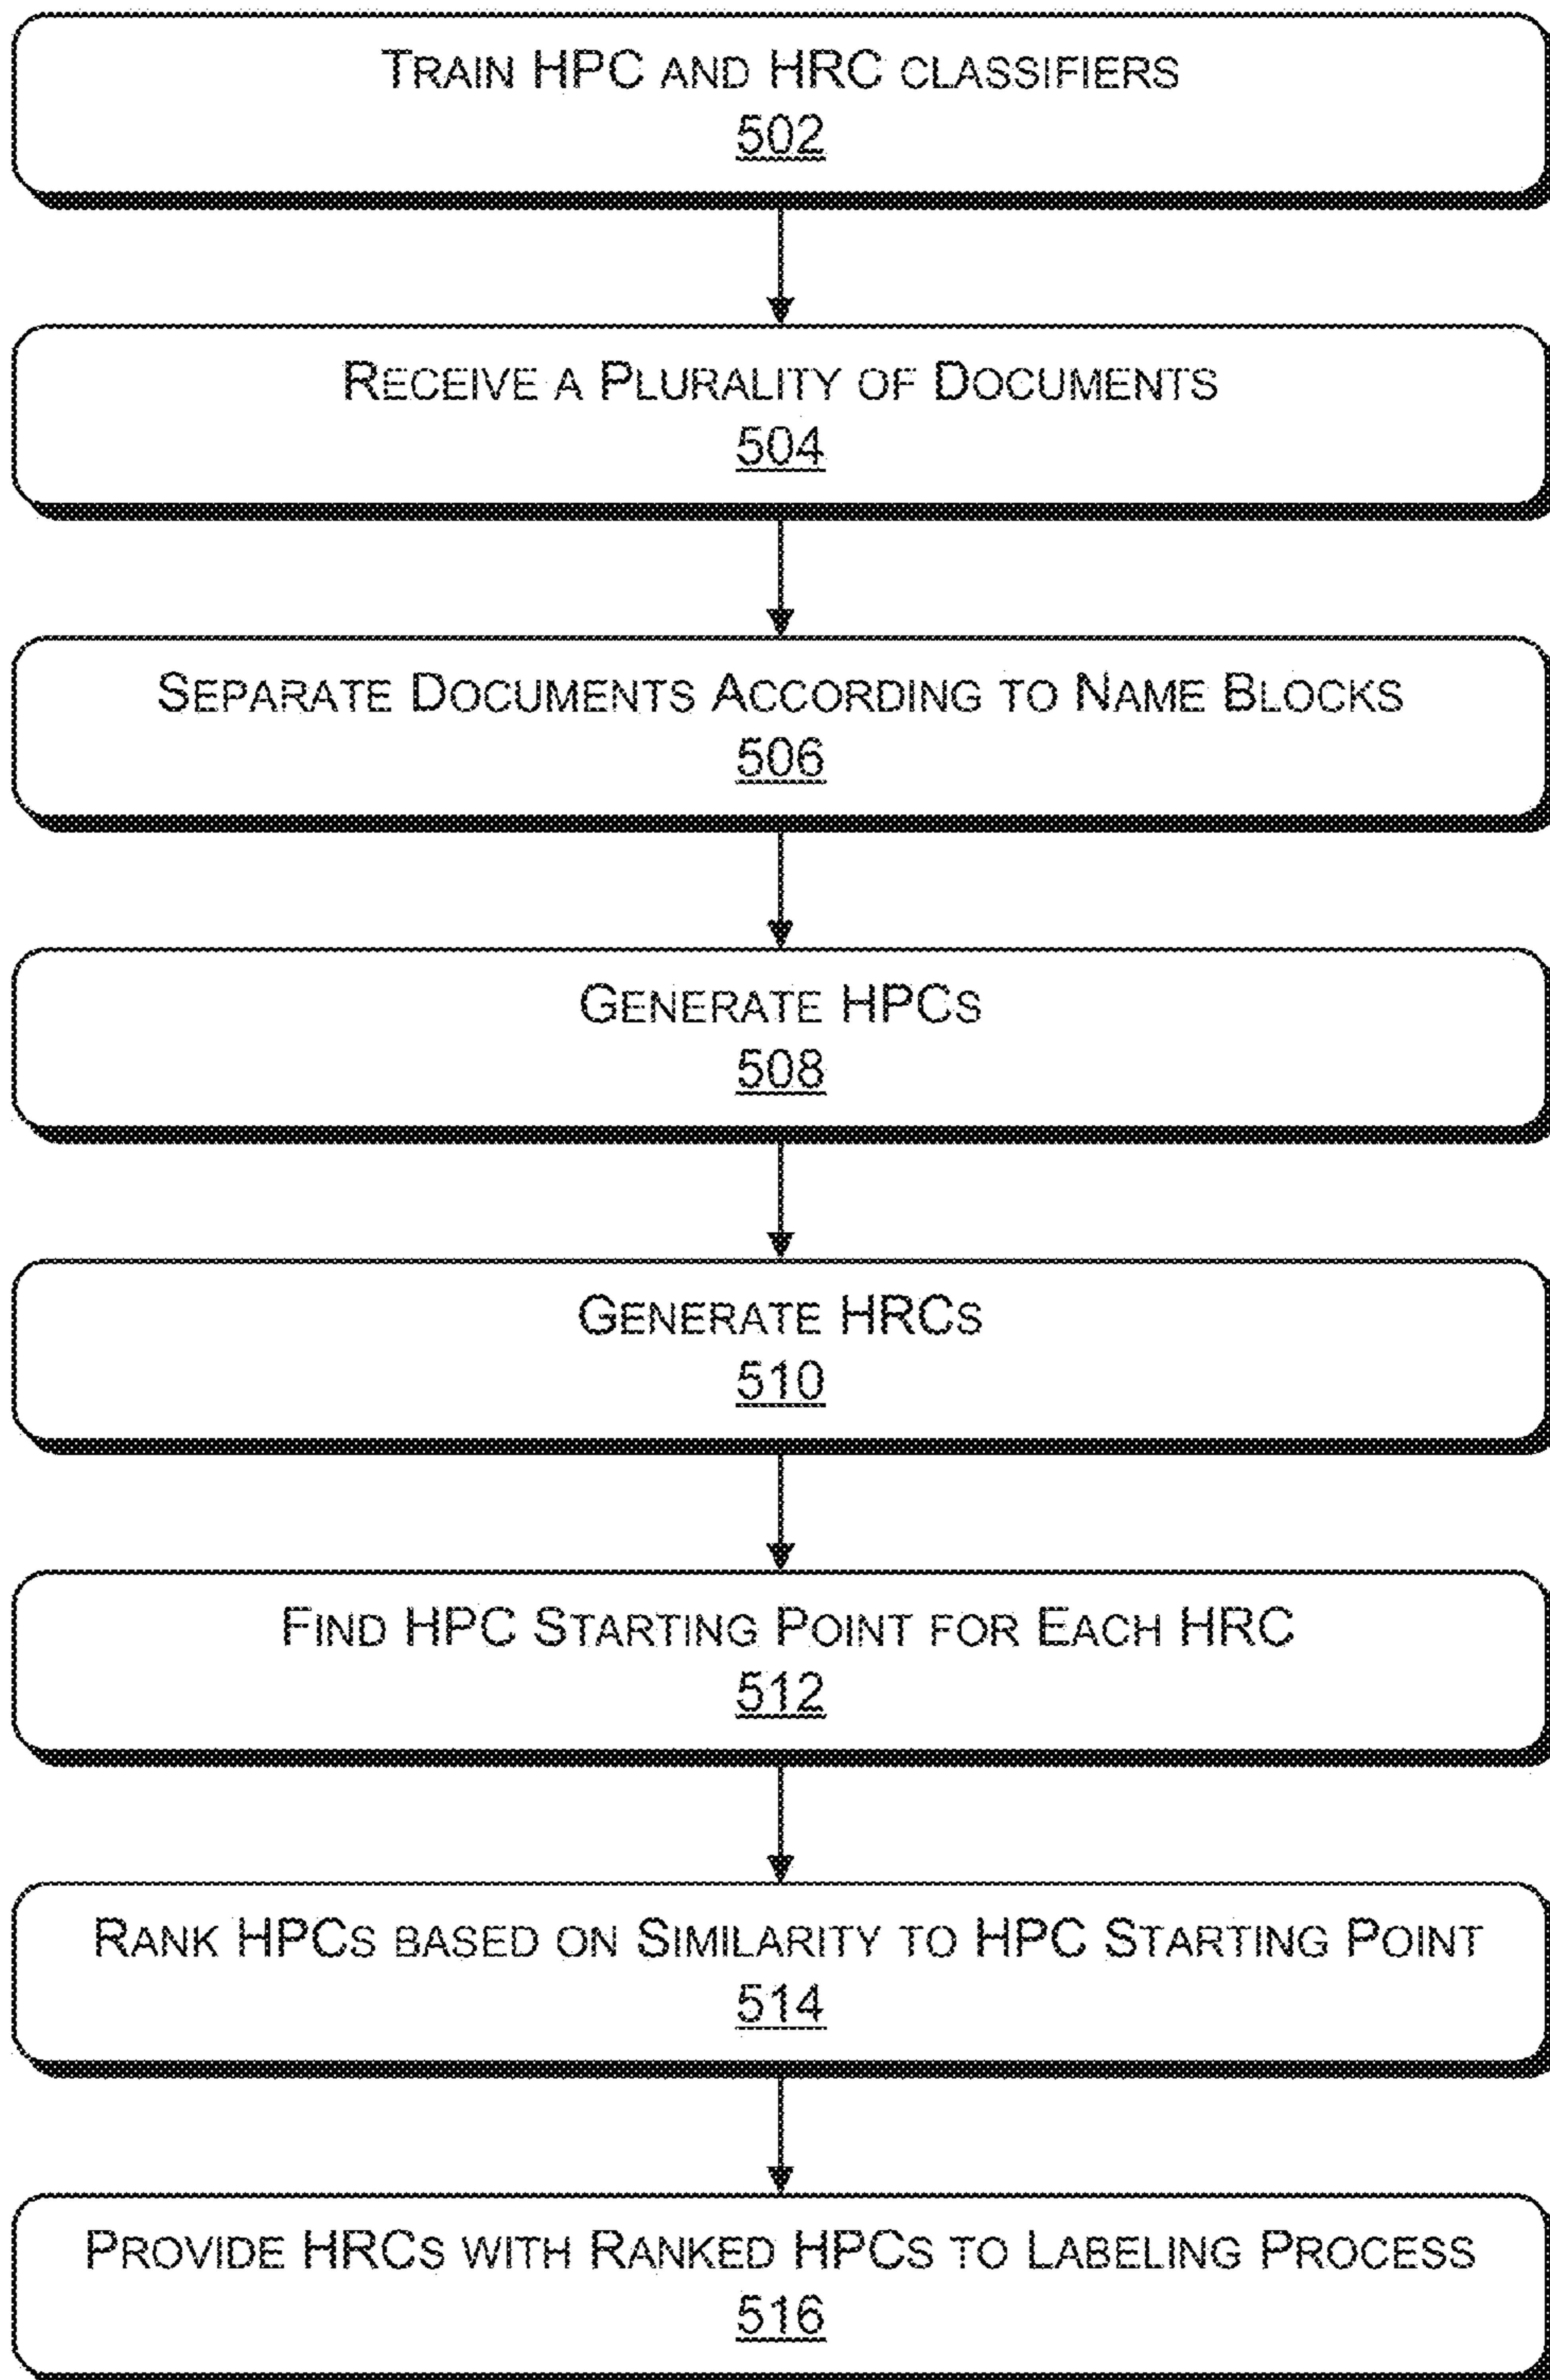 TRAIN HPC AND HRC CLASSIFIERS
502
RECEIVE A PLURALITY OF DOCUMENTS
504
SEPARATE DOCUMENTS ACCORDING TO NAME BLOCKS
506
GENERATE HPCS
508
GENERATE HRCS
510
FIND HPC STARTING POINT FOR EACH HRC
512
RANK HPCS BASED ON SIMILARITY TO HPC STARTING POINT
514
PROVIDE HRCS WITH RANKED HPCS TO LABELING PROCESS
516